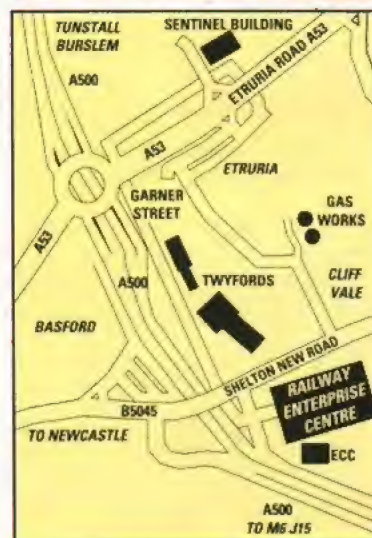 TUNSTALL
BURSLEM
SENTINEL BUILDING
A500
ETRURIA ROAD A53
A53
ETRURIA
GARNER
STREET
GAS
WORKS
A53
A500
TWYFORDS
CLIFF
VALE
BASFORD
SHELTON NEW ROAD
RAILWAY
ENTERPRISE
CENTRE
B5045
TO NEWCASTLE
ECC
A500
TO M6 J15